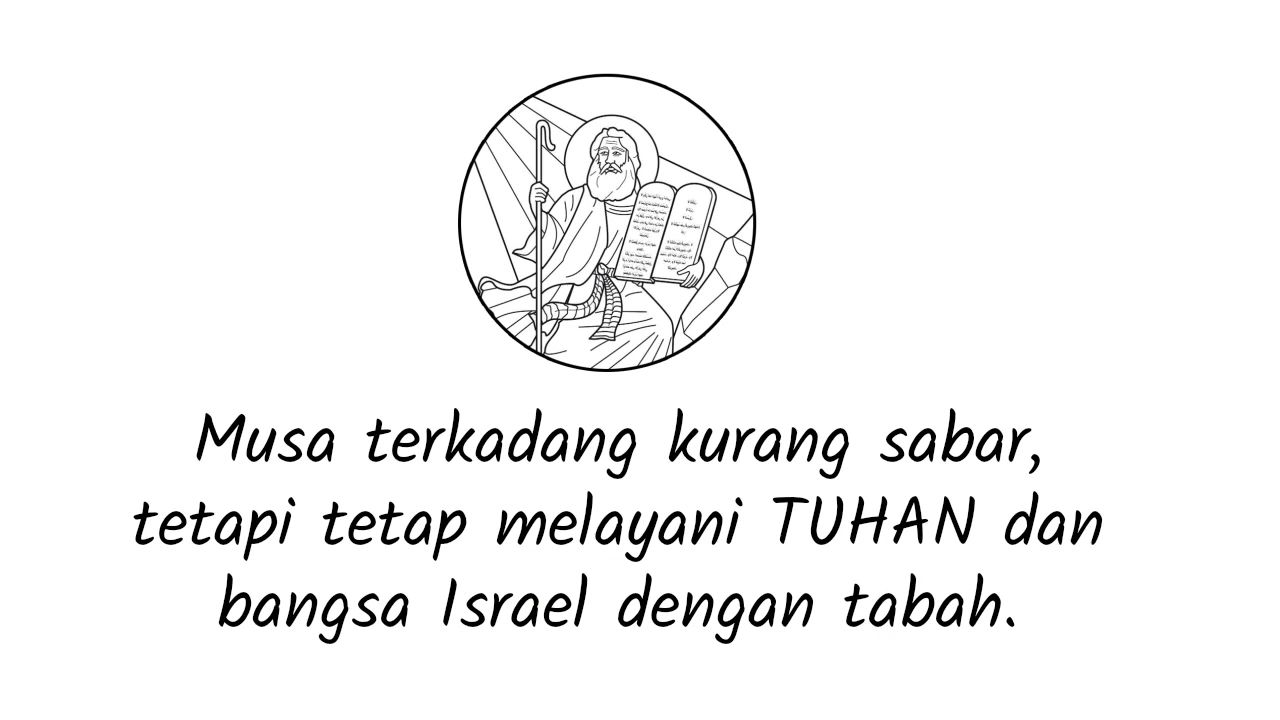 Musa terkadang kurang sabar,
tetapi tetap melayani TUHAN dan
bangsa Israel dengan tabah.